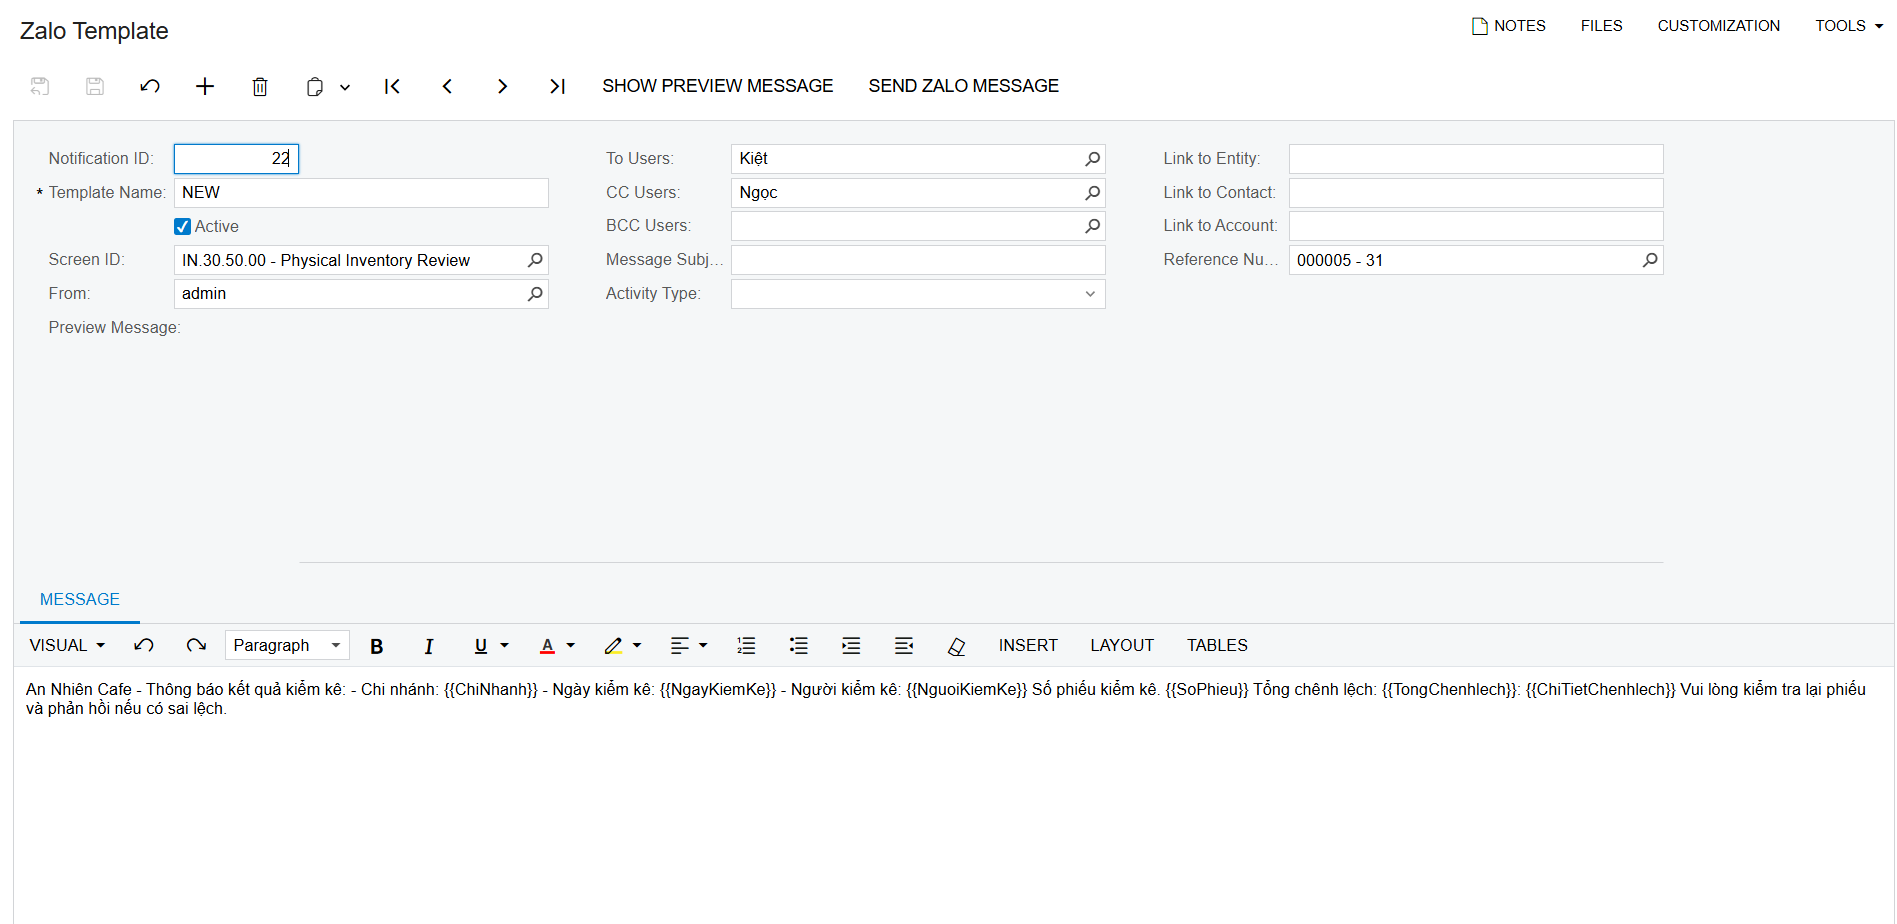 Zalo Template
NOTES FILES CUSTOMIZATION TOOLS
SHOW PREVIEW MESSAGE SEND ZALO MESSAGE
Notification ID: 22
* Template Name: NEW
Active
Screen ID: IN.30.50.00 - Physical Inventory Review
From: admin
Preview Message:
To Users: Kiệt
CC Users: Ngọc
BCC Users:
Message Subj...
Activity Type:
Link to Entity:
Link to Contact:
Link to Account:
Reference Nu... 000005 - 31
MESSAGE
VISUAL Paragraph B I U A INSERT LAYOUT TABLES
An Nhiên Cafe - Thông báo kết quả kiểm kê: - Chi nhánh: {{ChiNhanh}} - Ngày kiểm kê: {{NgayKiemKe}} - Người kiểm kê: {{NguoiKiemKe}} Số phiếu kiểm kê. {{SoPhieu}} Tổng chênh lệch: {{TongChenhlech}}: {{ChiTietChenhlech}} Vui lòng kiểm tra lại phiếu
và phản hồi nếu có sai lệch.